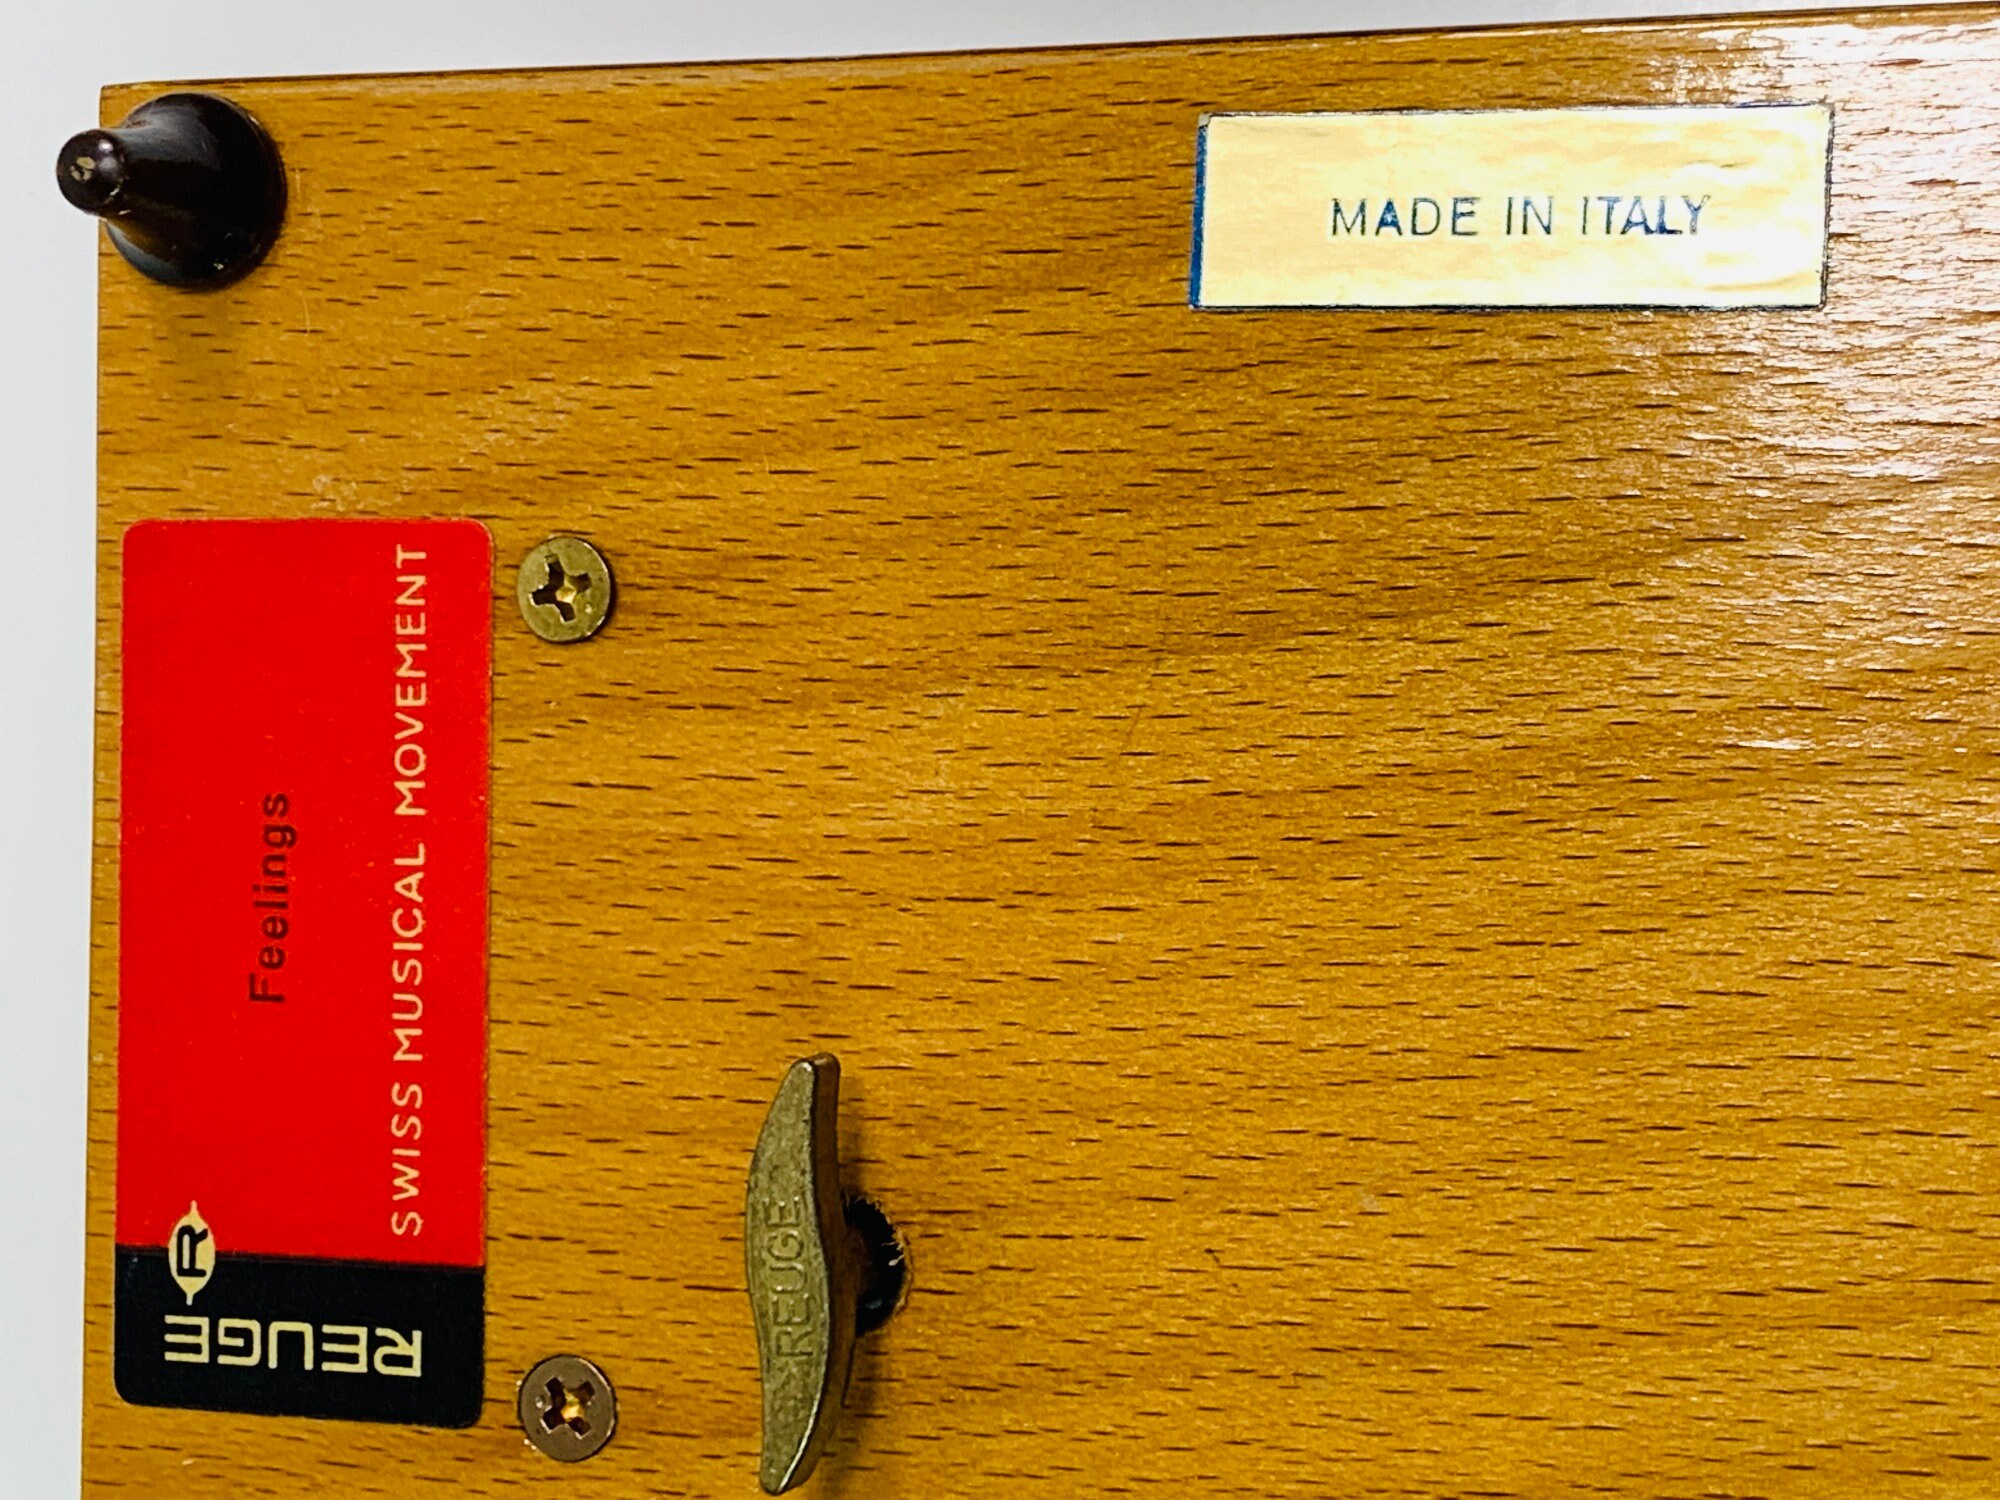 MADE IN ITALY
Feelings
SWISS MUSICAL MOVEMENT
R
REUGE
REUGE